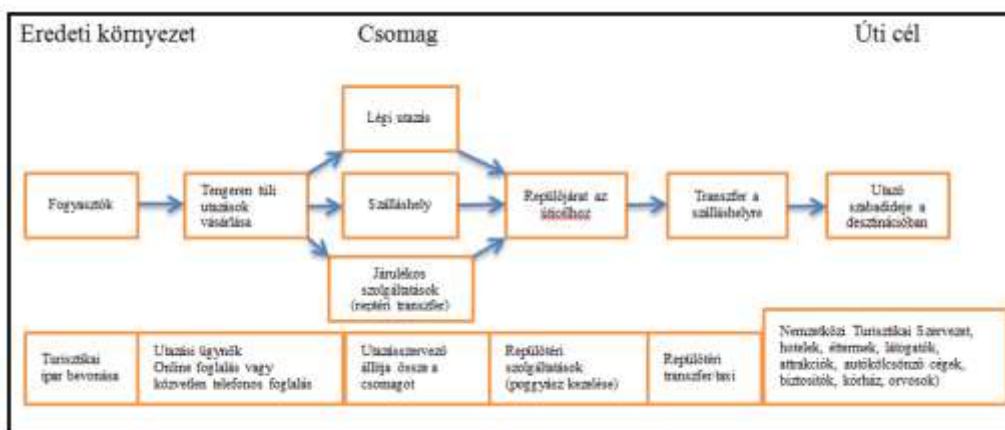 Eredeti környezet
Csomag
Úti cél
Légi utazás
Fogyasztók
Tengeren túli
utazások
vásárlása
Szálláshely
Repülőjárat az
úticélhoz
Transzfer a
szálláshelyre
Utazó
szabadideje a
desztinációban
Járulékos
szolgáltatások
(reptéri transzfer)
Turisztikai
ipar bevonása
Utazási ügynök
Online foglalás vagy
közvetlen telefonos foglalás
Utazásszervező
állítja össze a
csomagot
Repülőtéri
szolgáltatások
(poggyász kezelése)
Repülőtéri
transzfer/taxi
Nemzetközi Turisztikai Szervezet,
hotelek, éttermek, látogatók,
attrakciók, autókölcsönző cégek,
biztosítók, kórház, orvosok)